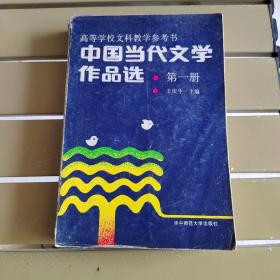 高等学校文科教学参考书
中国当代文学
作品选·第一册
·王庆生 主编
华中师范大学出版社